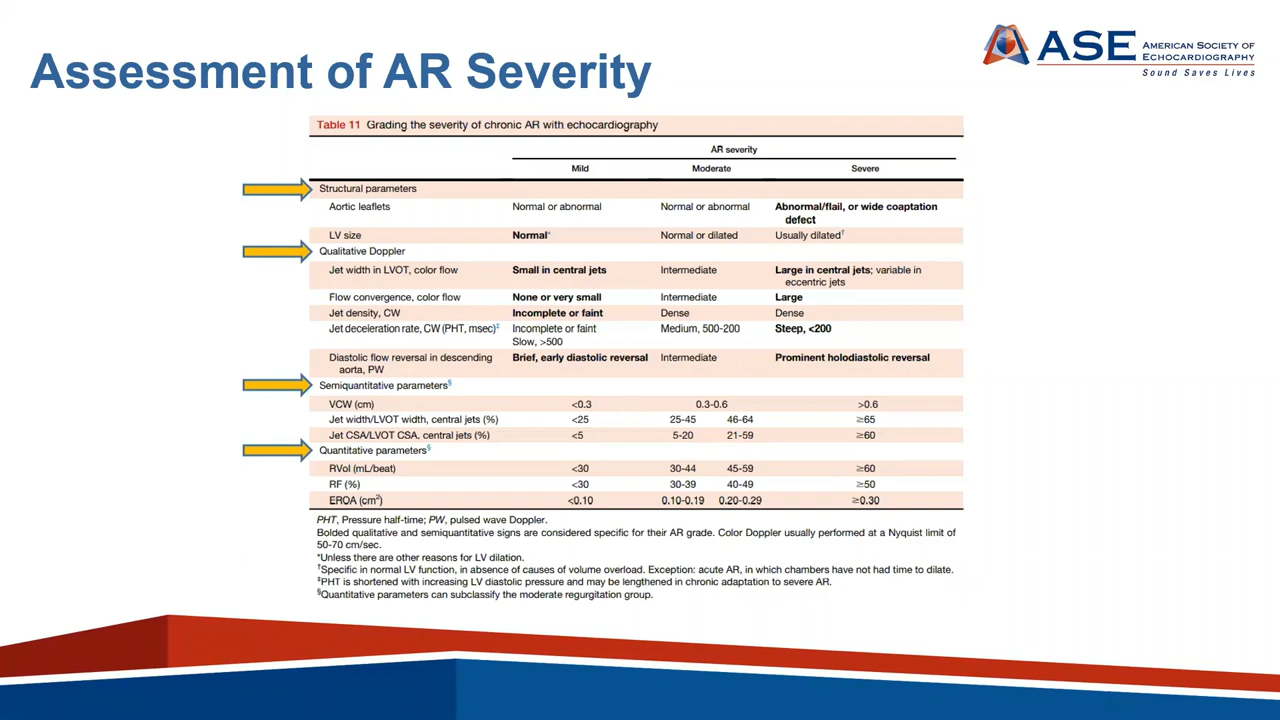 Assessment of AR Severity
ASE AMERICAN SOCIETY OF
ECHOCARDIOGRAPHY
Sound Saves Lives
Table 11 Grading the severity of chronic AR with echocardiography
AR severity
Mild Moderate Severe
Structural parameters
Aortic leaflets Normal or abnormal Normal or abnormal Abnormal/flail, or wide coaptation
defect
LV size Normal* Normal or dilated Usually dilated†
Qualitative Doppler
Jet width in LVOT, color flow Small in central jets Intermediate Large in central jets; variable in
eccentric jets
Flow convergence, color flow None or very small Intermediate Large
Jet density, CW Incomplete or faint Dense Dense
Jet deceleration rate, CW (PHT, msec)‡ Incomplete or faint Medium, 500-200 Steep, <200
Slow, >500
Diastolic flow reversal in descending Brief, early diastolic reversal Intermediate Prominent holodiastolic reversal
aorta, PW
Semiquantitative parameters§
VCW (cm) <0.3 0.3-0.6 >0.6
Jet width/LVOT width, central jets (%) <25 25-45 46-64 ≥65
Jet CSA/LVOT CSA, central jets (%) <5 5-20 21-59 ≥60
Quantitative parameters§
RVol (mL/beat) <30 30-44 45-59 ≥60
RF (%) <30 30-39 40-49 ≥50
EROA (cm²) <0.10 0.10-0.19 0.20-0.29 ≥0.30
PHT, Pressure half-time; PW, pulsed wave Doppler.
Bolded qualitative and semiquantitative signs are considered specific for their AR grade. Color Doppler usually performed at a Nyquist limit of
50-70 cm/sec.
*Unless there are other reasons for LV dilation.
†Specific in normal LV function, in absence of causes of volume overload. Exception: acute AR, in which chambers have not had time to dilate.
‡PHT is shortened with increasing LV diastolic pressure and may be lengthened in chronic adaptation to severe AR.
§Quantitative parameters can subclassify the moderate regurgitation group.